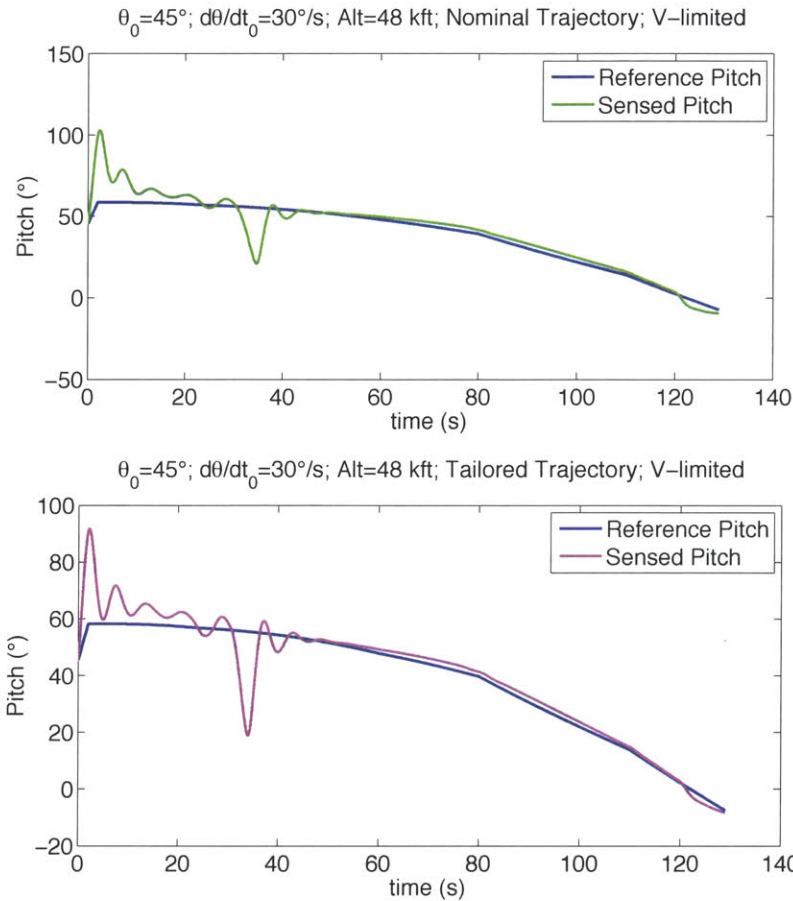 θ₀=45°; dθ/dt₀=30°/s; Alt=48 kft; Nominal Trajectory; V−limited
150
100
50
0
−50
Pitch (°)
Reference Pitch
Sensed Pitch
0 20 40 60 80 100 120 140
time (s)
θ₀=45°; dθ/dt₀=30°/s; Alt=48 kft; Tailored Trajectory; V−limited
100
80
60
40
20
0
−20
Pitch (°)
Reference Pitch
Sensed Pitch
0 20 40 60 80 100 120 140
time (s)